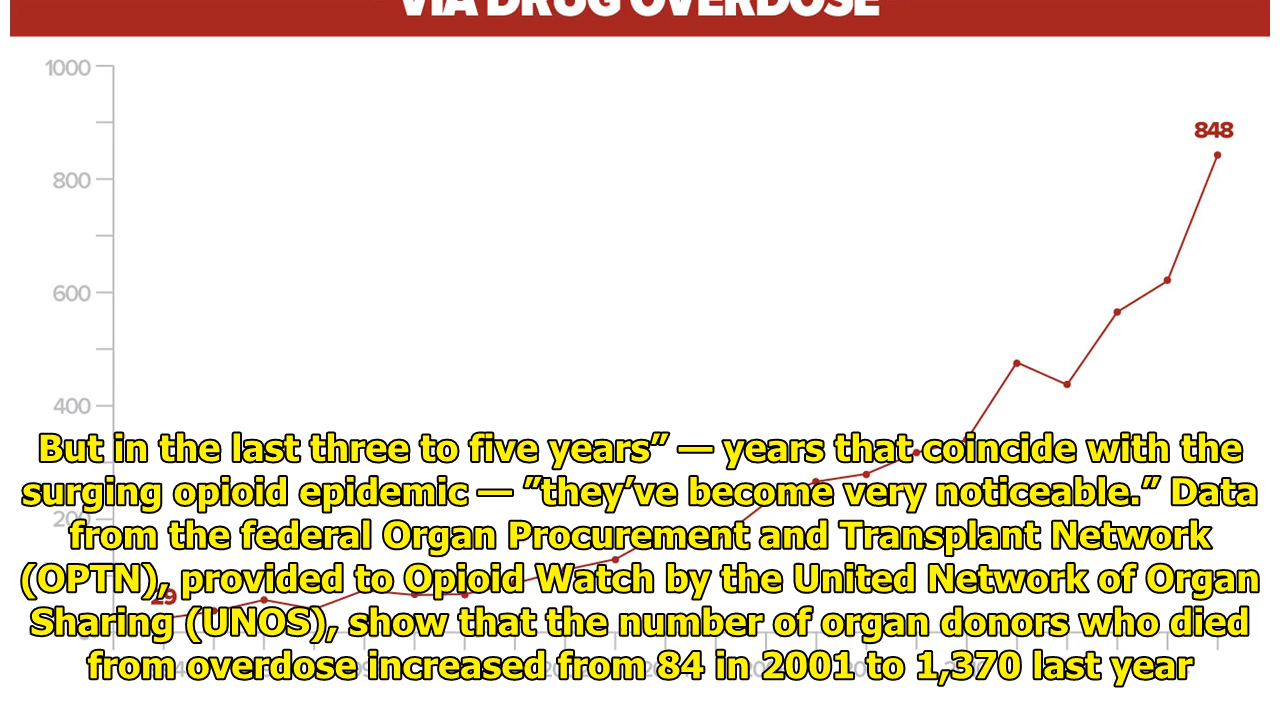 VIA DRUG OVERDOSE
1000
848
800
600
400
But in the last three to five years” — years that coincide with the
surging opioid epidemic — ”they’ve become very noticeable.” Data
200
from the federal Organ Procurement and Transplant Network
(OPTN), provided to Opioid Watch by the United Network of Organ
29
Sharing (UNOS), show that the number of organ donors who died
from overdose increased from 84 in 2001 to 1,370 last year